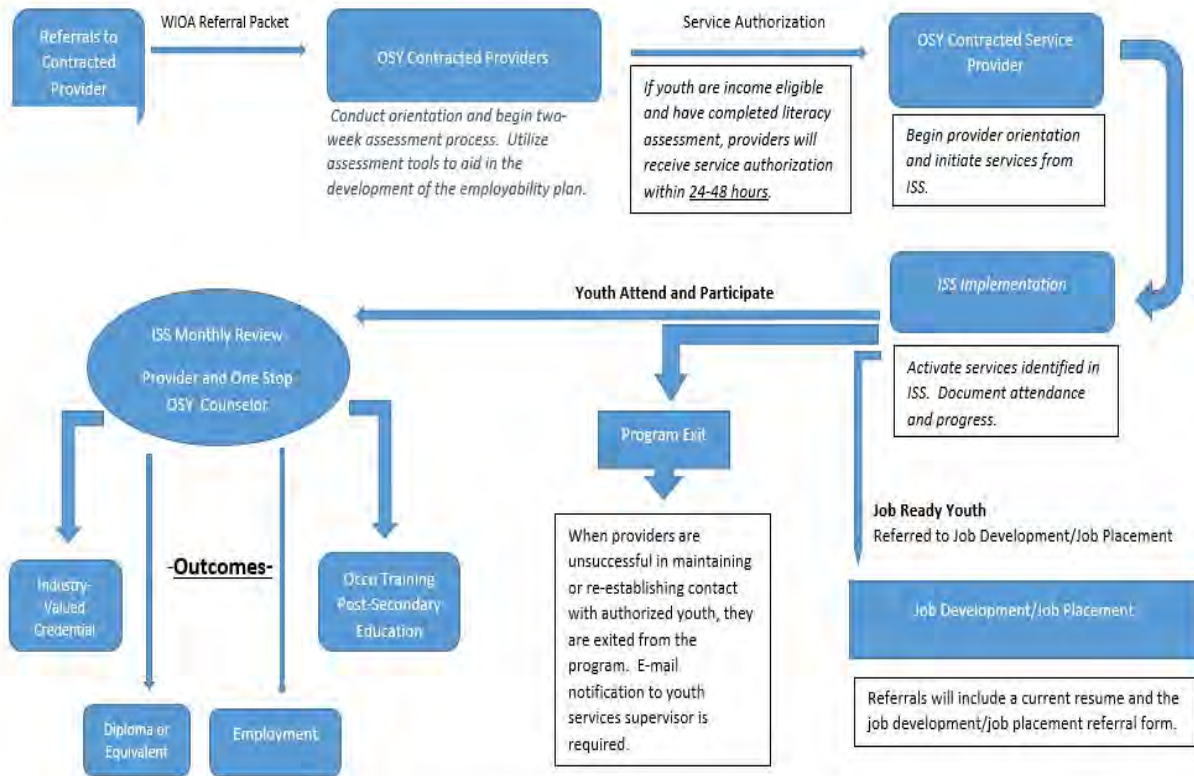 WIOA Referral Packet
Referrals to
Contracted
Provider
OSY Contracted Providers
Conduct orientation and begin two-
week assessment process. Utilize
assessment tools to aid in the
development of the employability plan.
Service Authorization
If youth are income eligible
and have completed literacy
assessment, providers will
receive service authorization
within 24-48 hours.
OSY Contracted Service
Provider
Begin provider orientation
and initiate services from
ISS.
ISS Implementation
Activate services identified in
ISS. Document attendance
and progress.
Youth Attend and Participate
ISS Monthly Review
Provider and One Stop
OSY Counselor
Program Exit
When providers are
unsuccessful in maintaining
or re-establishing contact
with authorized youth, they
are exited from the
program. E-mail
notification to youth
services supervisor is
required.
Job Ready Youth
Referred to Job Development/Job Placement
Job Development/Job Placement
Referrals will include a current resume and the
job development/job placement referral form.
-Outcomes-
Industry-
Valued
Credential
Diploma or
Equivalent
Employment
Occu Training
Post-Secondary
Education